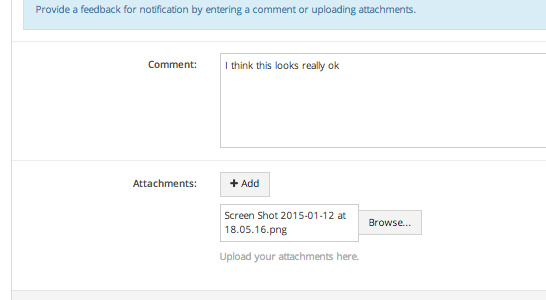 Provide a feedback for notification by entering a comment or uploading attachments.
Comment:
I think this looks really ok
Attachments:
+ Add
Screen Shot 2015-01-12 at
18.05.16.png
Browse...
Upload your attachments here.